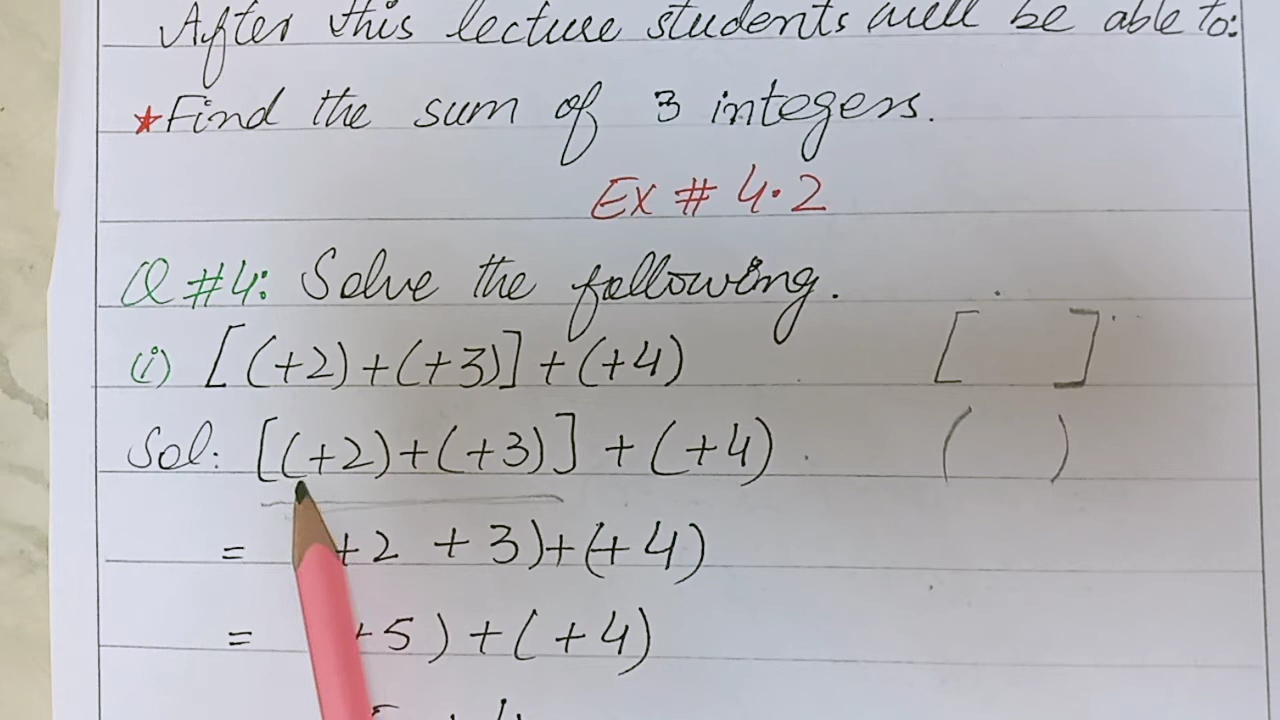 After this lecture students will be able to:
*Find the sum of 3 integers.
Ex # 4.2
Q #4: Solve the following.
(i) [(+2)+(+3)]+(+4) [ ]
Sol: [(+2)+(+3)]+(+4) ( )
= +2 +3)+(+4)
= +5)+(+4)